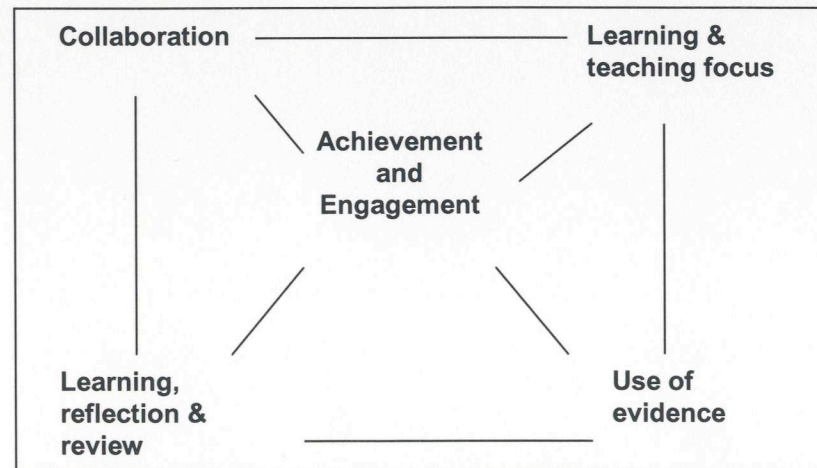 Collaboration
Learning &
teaching focus
Achievement
and
Engagement
Learning,
reflection &
review
Use of
evidence